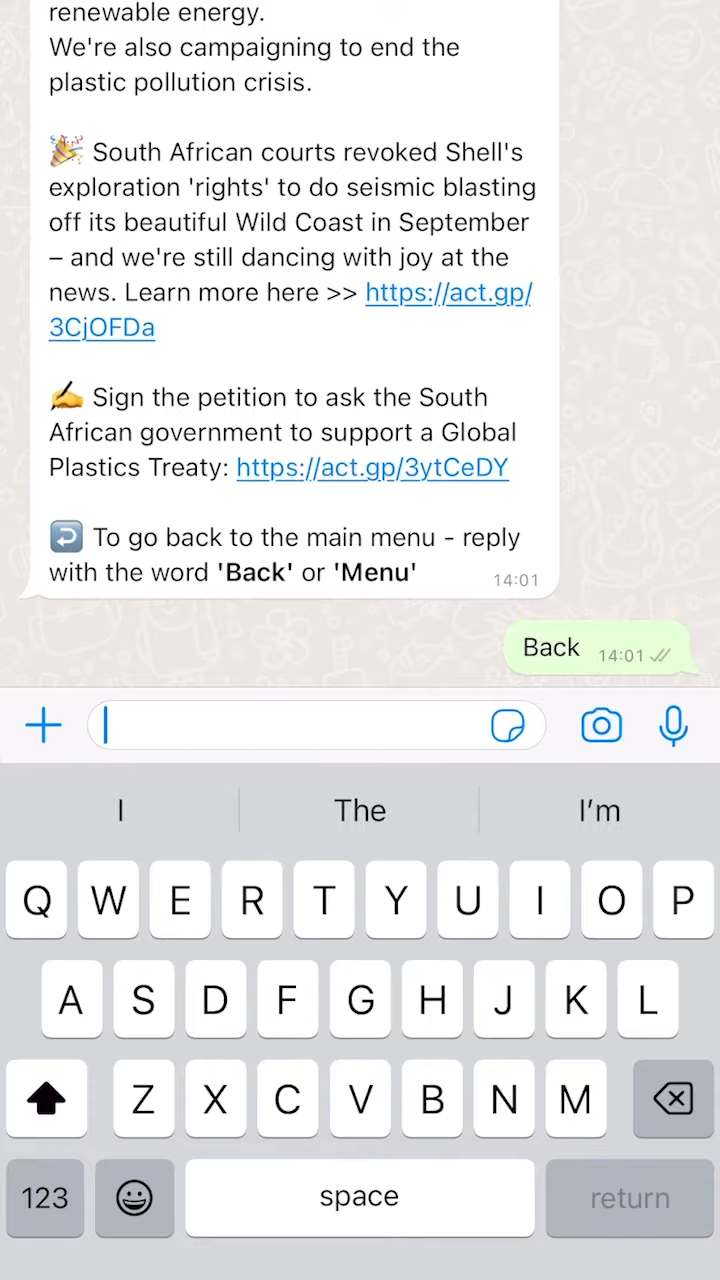 renewable energy.
We're also campaigning to end the
plastic pollution crisis.
🎉 South African courts revoked Shell's
exploration 'rights' to do seismic blasting
off its beautiful Wild Coast in September
– and we're still dancing with joy at the
news. Learn more here >> https://act.gp/
3CjOFDa
✍️ Sign the petition to ask the South
African government to support a Global
Plastics Treaty: https://act.gp/3ytCeDY
↩️ To go back to the main menu - reply
with the word 'Back' or 'Menu'
14:01
Back 14:01
I The I'm
Q W E R T Y U I O P
A S D F G H J K L
Z X C V B N M
123 space return